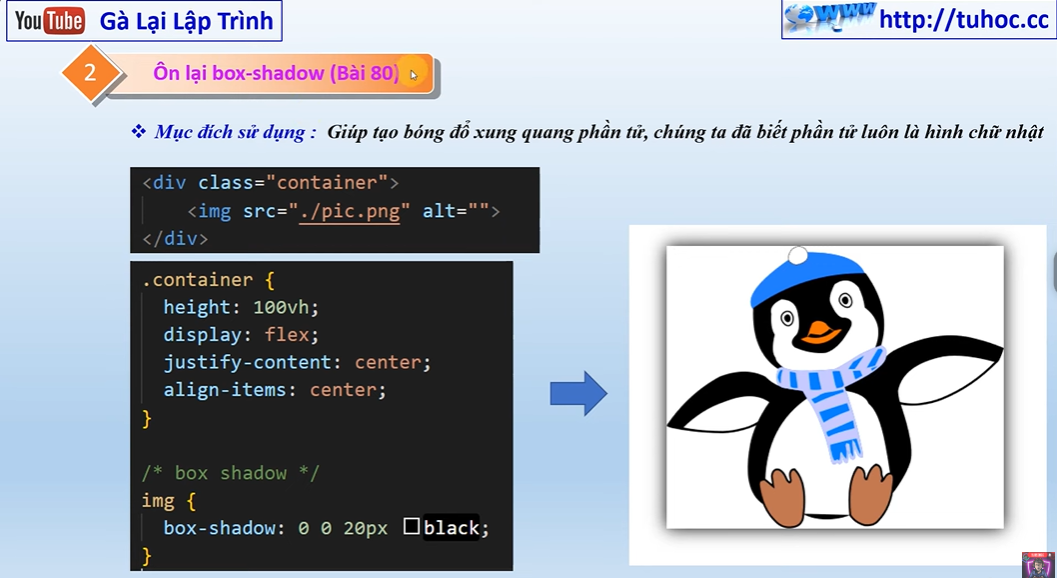 YouTube Gà Lại Lập Trình
www http://tuhoc.cc
2 Ôn lại box-shadow (Bài 80)
❖ Mục đích sử dụng : Giúp tạo bóng đổ xung quang phần tử, chúng ta đã biết phần tử luôn là hình chữ nhật
<div class="container">
<img src="./pic.png" alt="">
</div>
.container {
height: 100vh;
display: flex;
justify-content: center;
align-items: center;
}
/* box shadow */
img {
box-shadow: 0 0 20px black;
}